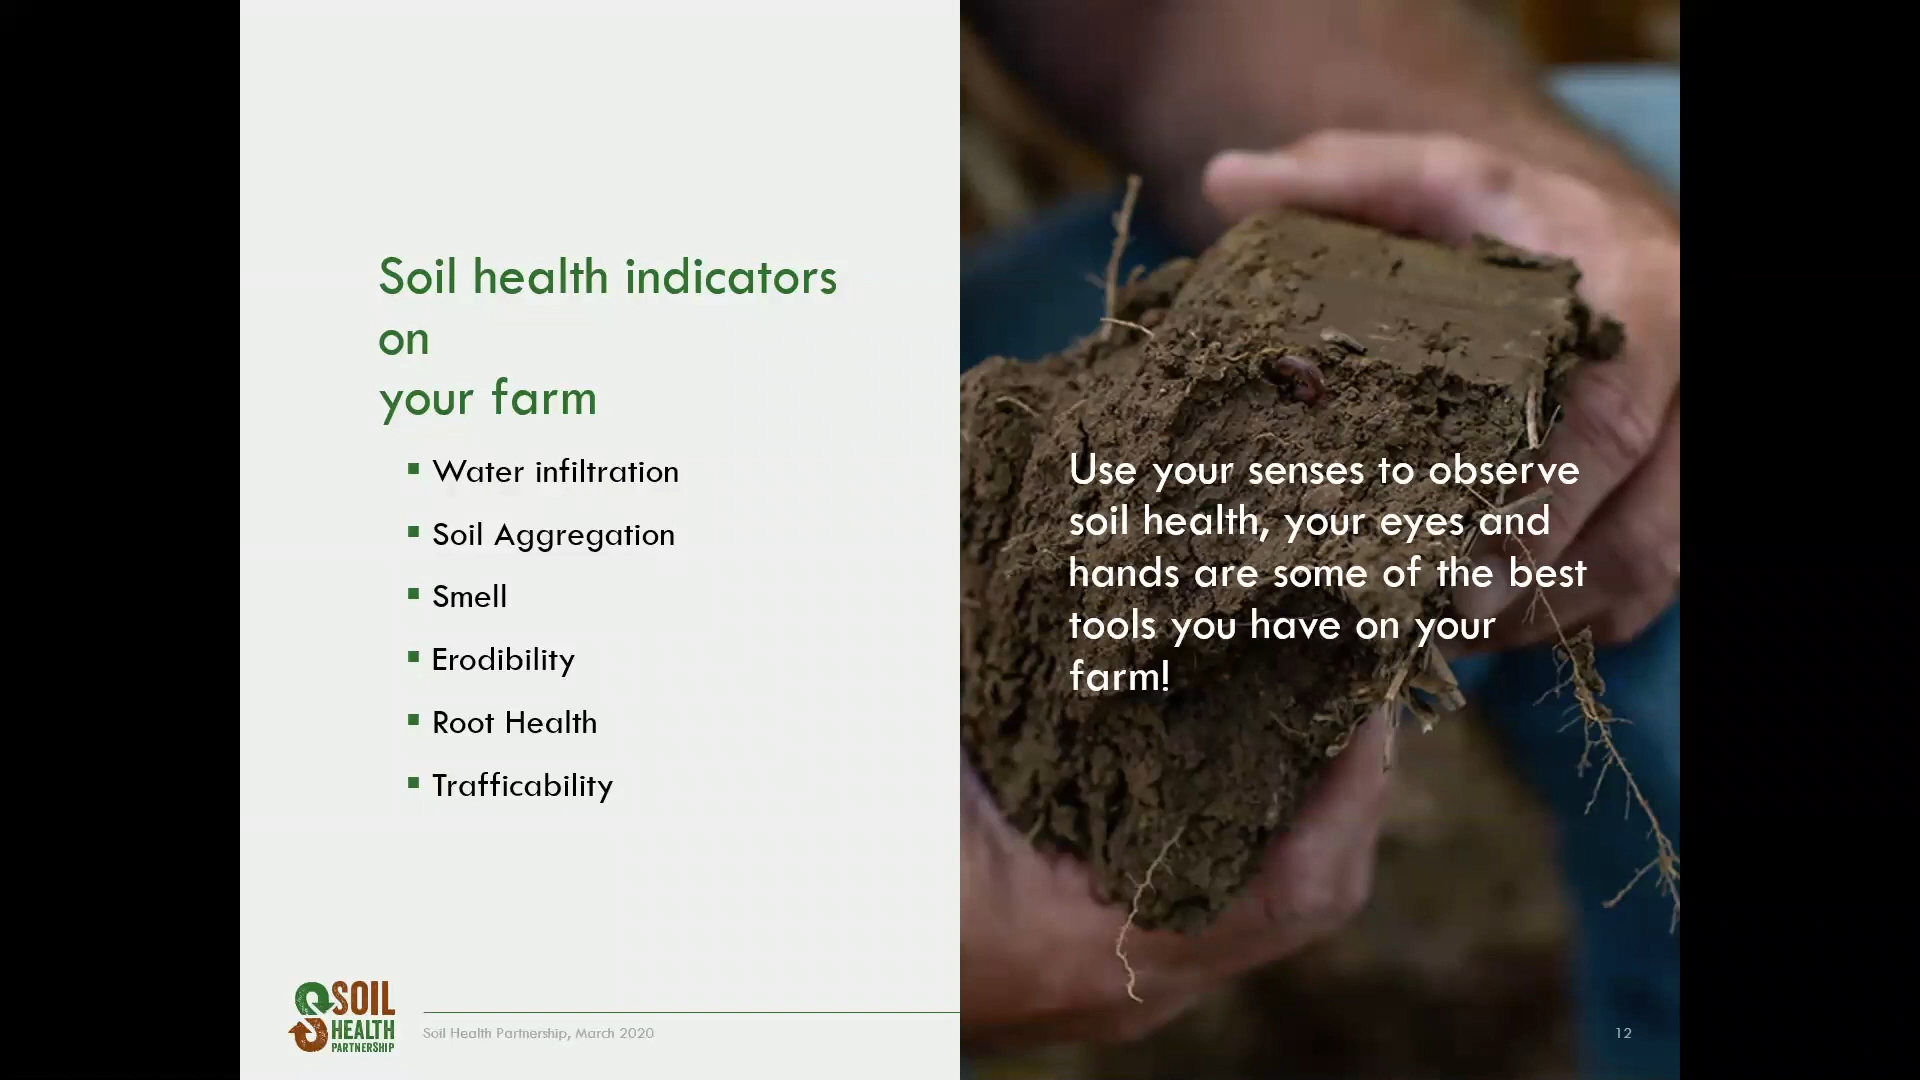 Soil health indicators
on
your farm
▪ Water infiltration
▪ Soil Aggregation
▪ Smell
▪ Erodibility
▪ Root Health
▪ Trafficability
Use your senses to observe
soil health, your eyes and
hands are some of the best
tools you have on your
farm!
SOIL
HEALTH
PARTNERSHIP
Soil Health Partnership, March 2020
12